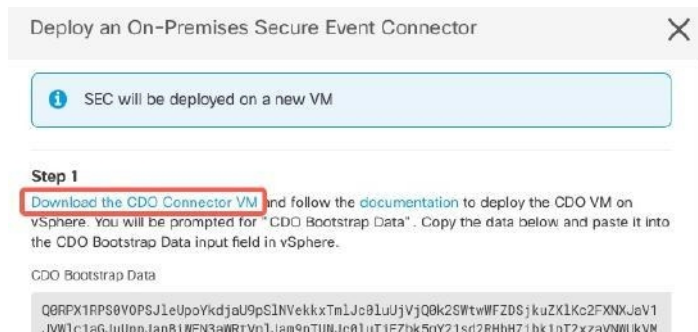 Deploy an On-Premises Secure Event Connector
SEC will be deployed on a new VM
Step 1
Download the CDO Connector VM and follow the documentation to deploy the CDO VM on
vSphere. You will be prompted for "CDO Bootstrap Data". Copy the data below and paste it into
the CDO Bootstrap Data input field in vSphere.
CDO Bootstrap Data